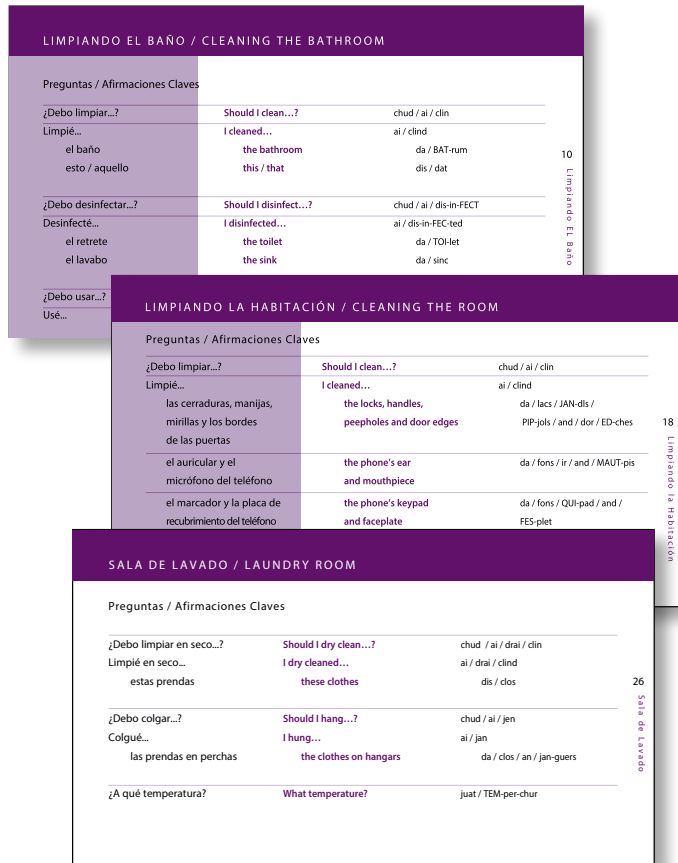 LIMPIANDO EL BAÑO / CLEANING THE BATHROOM
Preguntas / Afirmaciones Claves
¿Debo limpiar...? Should I clean…? chud / ai / clin
Limpié... I cleaned… ai / clind
el baño the bathroom da / BAT-rum
esto / aquello this / that dis / dat
¿Debo desinfectar...? Should I disinfect…? chud / ai / dis-in-FECT
Desinfecté... I disinfected… ai / dis-in-FEC-ted
el retrete the toilet da / TOI-let
el lavabo the sink da / sinc
¿Debo usar...?
Usé...
10
Limpiando EL Baño
LIMPIANDO LA HABITACIÓN / CLEANING THE ROOM
Preguntas / Afirmaciones Claves
¿Debo limpiar...? Should I clean…? chud / ai / clin
Limpié... I cleaned… ai / clind
las cerraduras, manijas, the locks, handles, da / lacs / JAN-dls /
mirillas y los bordes peepholes and door edges PIP-jols / and / dor / ED-ches
de las puertas
el auricular y el the phone's ear da / fons / ir / and / MAUT-pis
micrófono del teléfono and mouthpiece
el marcador y la placa de the phone's keypad da / fons / QUI-pad / and /
recubrimiento del teléfono and faceplate FES-plet
18
Limpiando la Habitación
SALA DE LAVADO / LAUNDRY ROOM
Preguntas / Afirmaciones Claves
¿Debo limpiar en seco...? Should I dry clean…? chud / ai / drai / clin
Limpié en seco... I dry cleaned… ai / drai / clind
estas prendas these clothes dis / clos
¿Debo colgar...? Should I hang…? chud / ai / jen
Colgué... I hung… ai / jan
las prendas en perchas the clothes on hangars da / clos / an / jan-guers
¿A qué temperatura? What temperature? juat / TEM-per-chur
26
Sala de Lavado